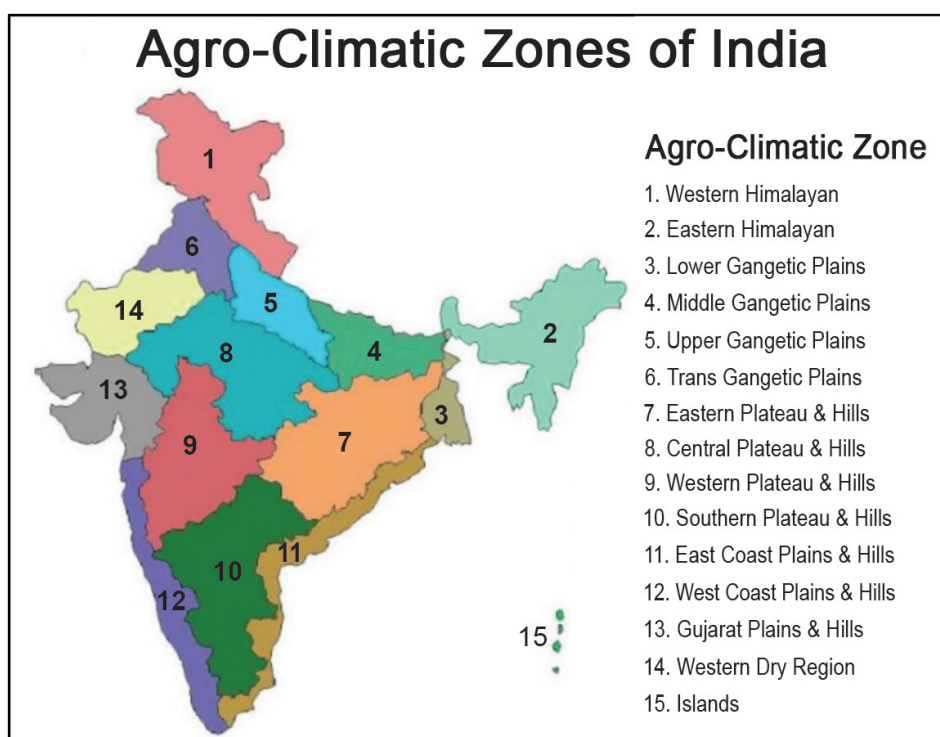 Agro-Climatic Zones of India
1
6
14
5
8
4
2
13
3
9
7
11
10
12
15
Agro-Climatic Zone
1. Western Himalayan
2. Eastern Himalayan
3. Lower Gangetic Plains
4. Middle Gangetic Plains
5. Upper Gangetic Plains
6. Trans Gangetic Plains
7. Eastern Plateau & Hills
8. Central Plateau & Hills
9. Western Plateau & Hills
10. Southern Plateau & Hills
11. East Coast Plains & Hills
12. West Coast Plains & Hills
13. Gujarat Plains & Hills
14. Western Dry Region
15. Islands